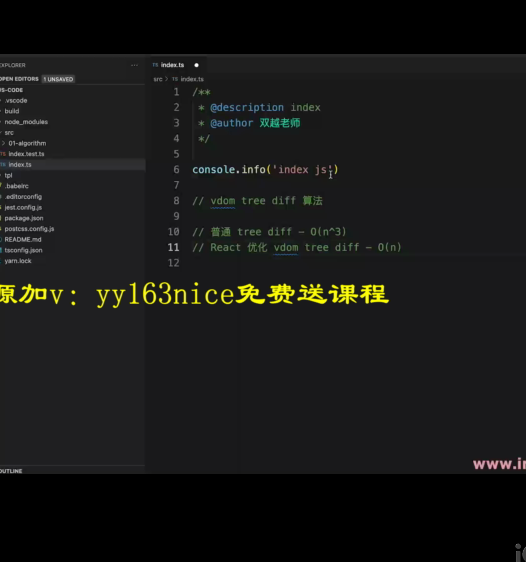 EXPLORER ···
OPEN EDITORS 1 UNSAVED
JS-CODE
.vscode
build
node_modules
src
> 01-algorithm
TS index.test.ts
TS index.ts
tpl
.babelrc
.editorconfig
jest.config.js
package.json
postcss.config.js
README.md
tsconfig.json
yarn.lock
OUTLINE
TS index.ts ●
src > TS index.ts
1 /**
2 * @description index
3 * @author 双越老师
4 */
5
6 console.info('index js')
7
8 // vdom tree diff 算法
9
10 // 普通 tree diff - O(n^3)
11 // React 优化 vdom tree diff - O(n)
12
源加v: yy163nice免费送课程
www.i